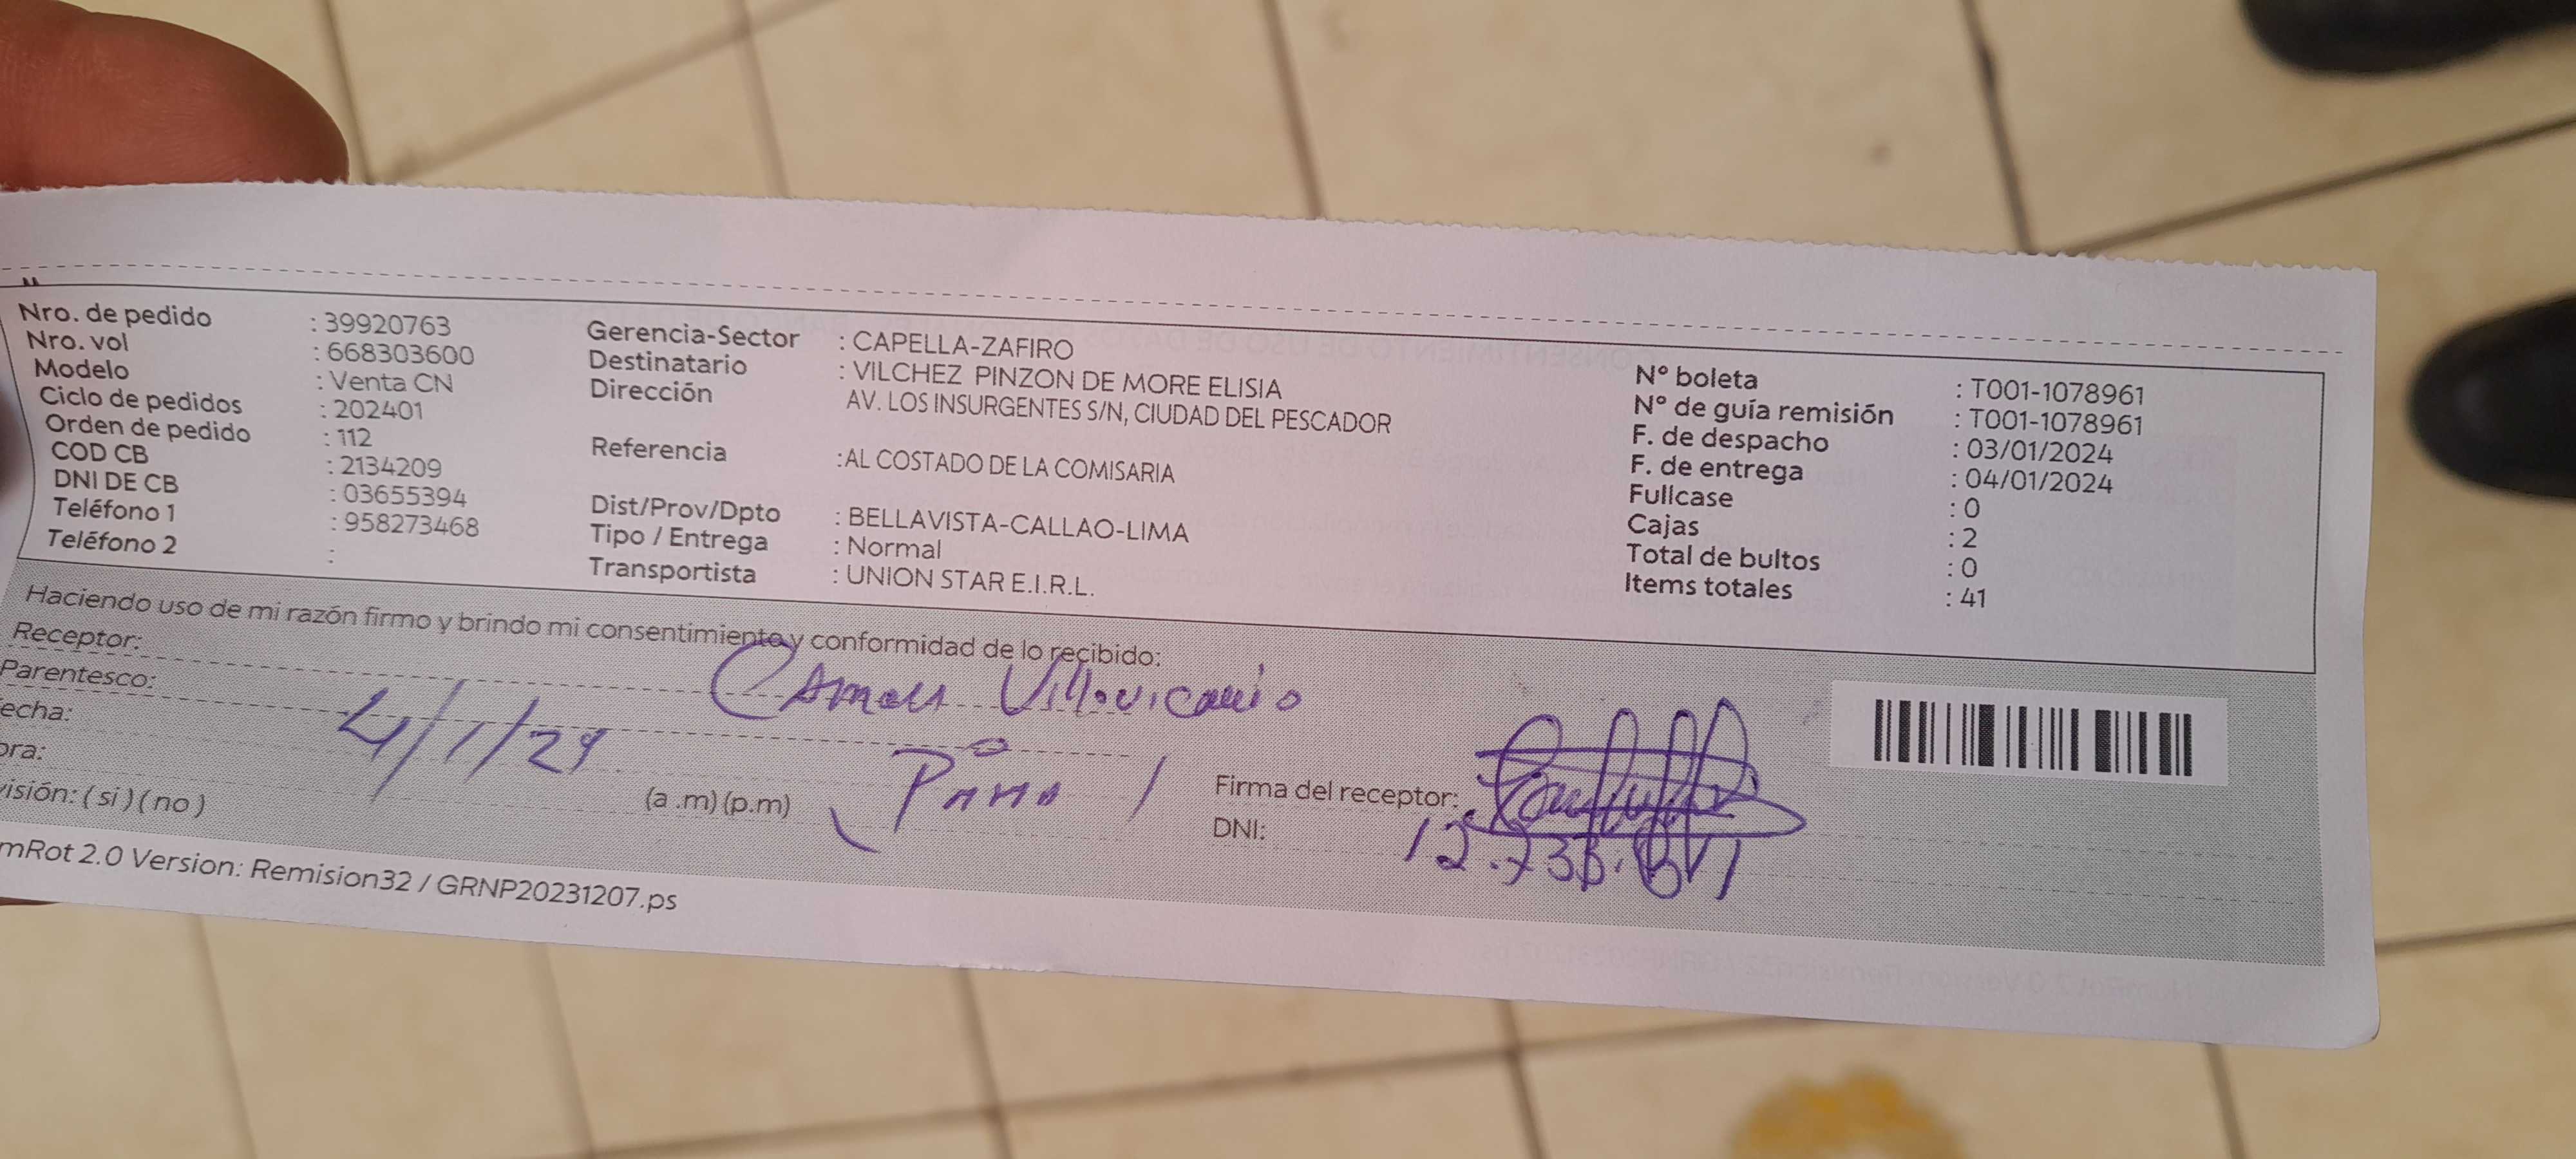 Nro. de pedido : 39920763
Nro. vol : 668303600
Modelo : Venta CN
Ciclo de pedidos : 202401
Orden de pedido : 112
COD CB : 2134209
DNI DE CB : 03655394
Teléfono 1 : 958273468
Teléfono 2 :
Gerencia-Sector : CAPELLA-ZAFIRO
Destinatario : VILCHEZ PINZON DE MORE ELISIA
Dirección AV. LOS INSURGENTES S/N, CIUDAD DEL PESCADOR
Referencia :AL COSTADO DE LA COMISARIA
Dist/Prov/Dpto : BELLAVISTA-CALLAO-LIMA
Tipo / Entrega : Normal
Transportista : UNION STAR E.I.R.L.
N° boleta : T001-1078961
N° de guía remisión : T001-1078961
F. de despacho : 03/01/2024
F. de entrega : 04/01/2024
Fullcase : 0
Cajas : 2
Total de bultos : 0
Items totales : 41
Haciendo uso de mi razón firmo y brindo mi consentimiento y conformidad de lo recibido:
Receptor:
Parentesco:
echa: 4/1/24
ora: (a .m) (p.m)
isión: ( si ) ( no )
Firma del receptor:
DNI:
mRot 2.0 Version: Remision32 / GRNP20231207.ps